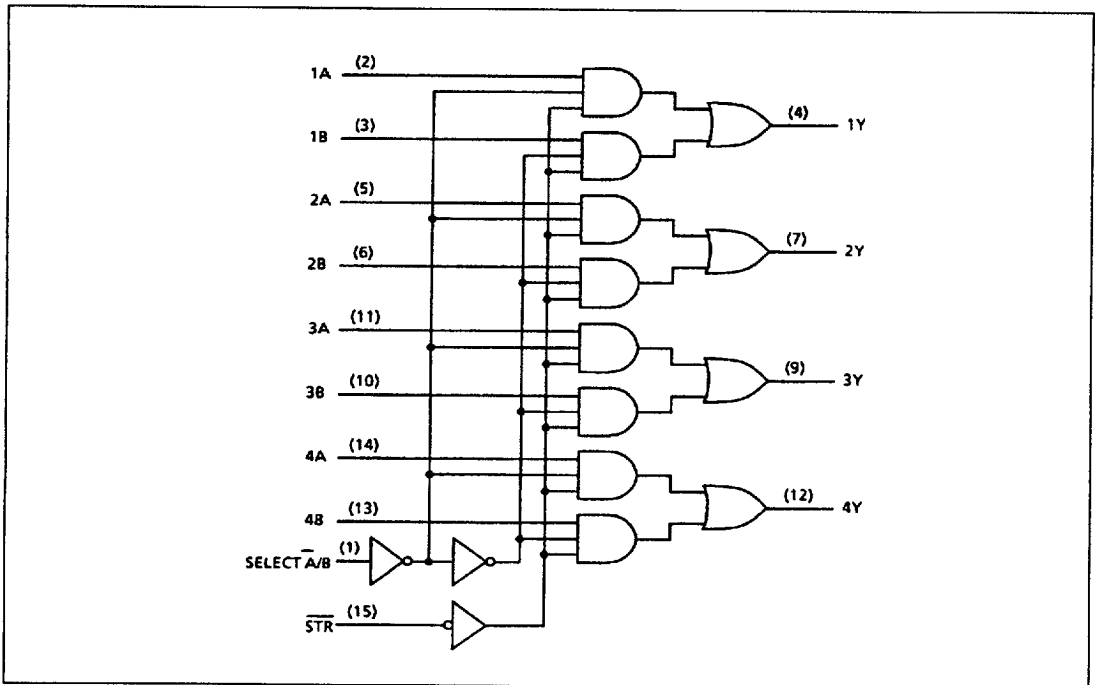 1A (2)
(4) 1Y
1B (3)
2A (5)
(7) 2Y
2B (6)
3A (11)
(9) 3Y
3B (10)
4A (14)
(12) 4Y
4B (13)
SELECT A̅/B (1)
S̅T̅R̅ (15)